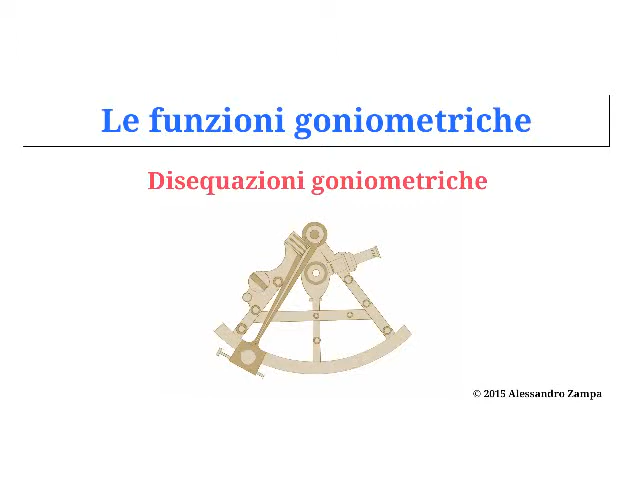 Le funzioni goniometriche
Disequazioni goniometriche
© 2015 Alessandro Zampa